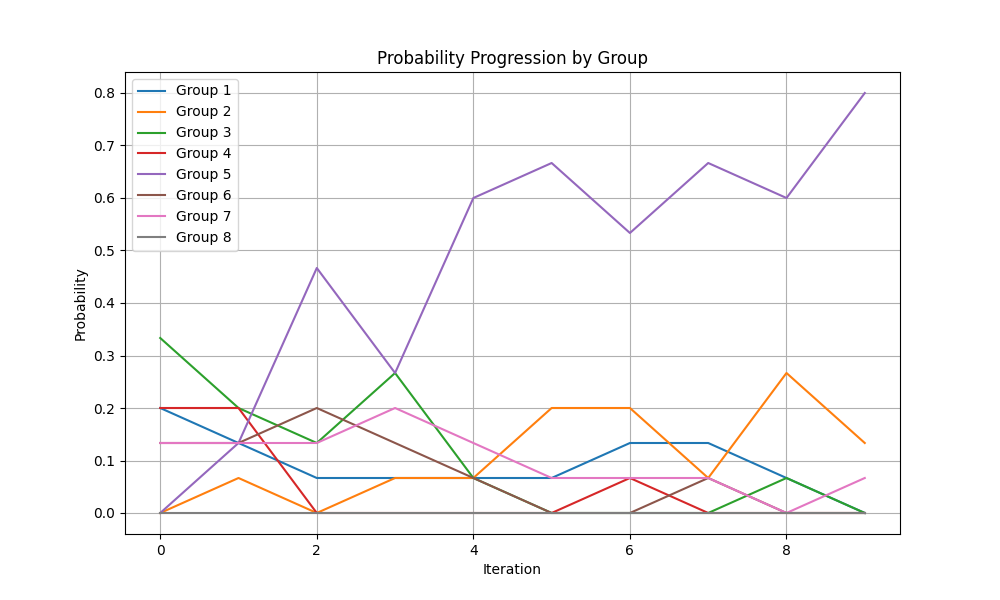 Probability Progression by Group
Group 1
Group 2
Group 3
Group 4
Group 5
Group 6
Group 7
Group 8
0.8
0.7
0.6
0.5
0.4
0.3
0.2
0.1
0.0
Probability
0 2 4 6 8
Iteration